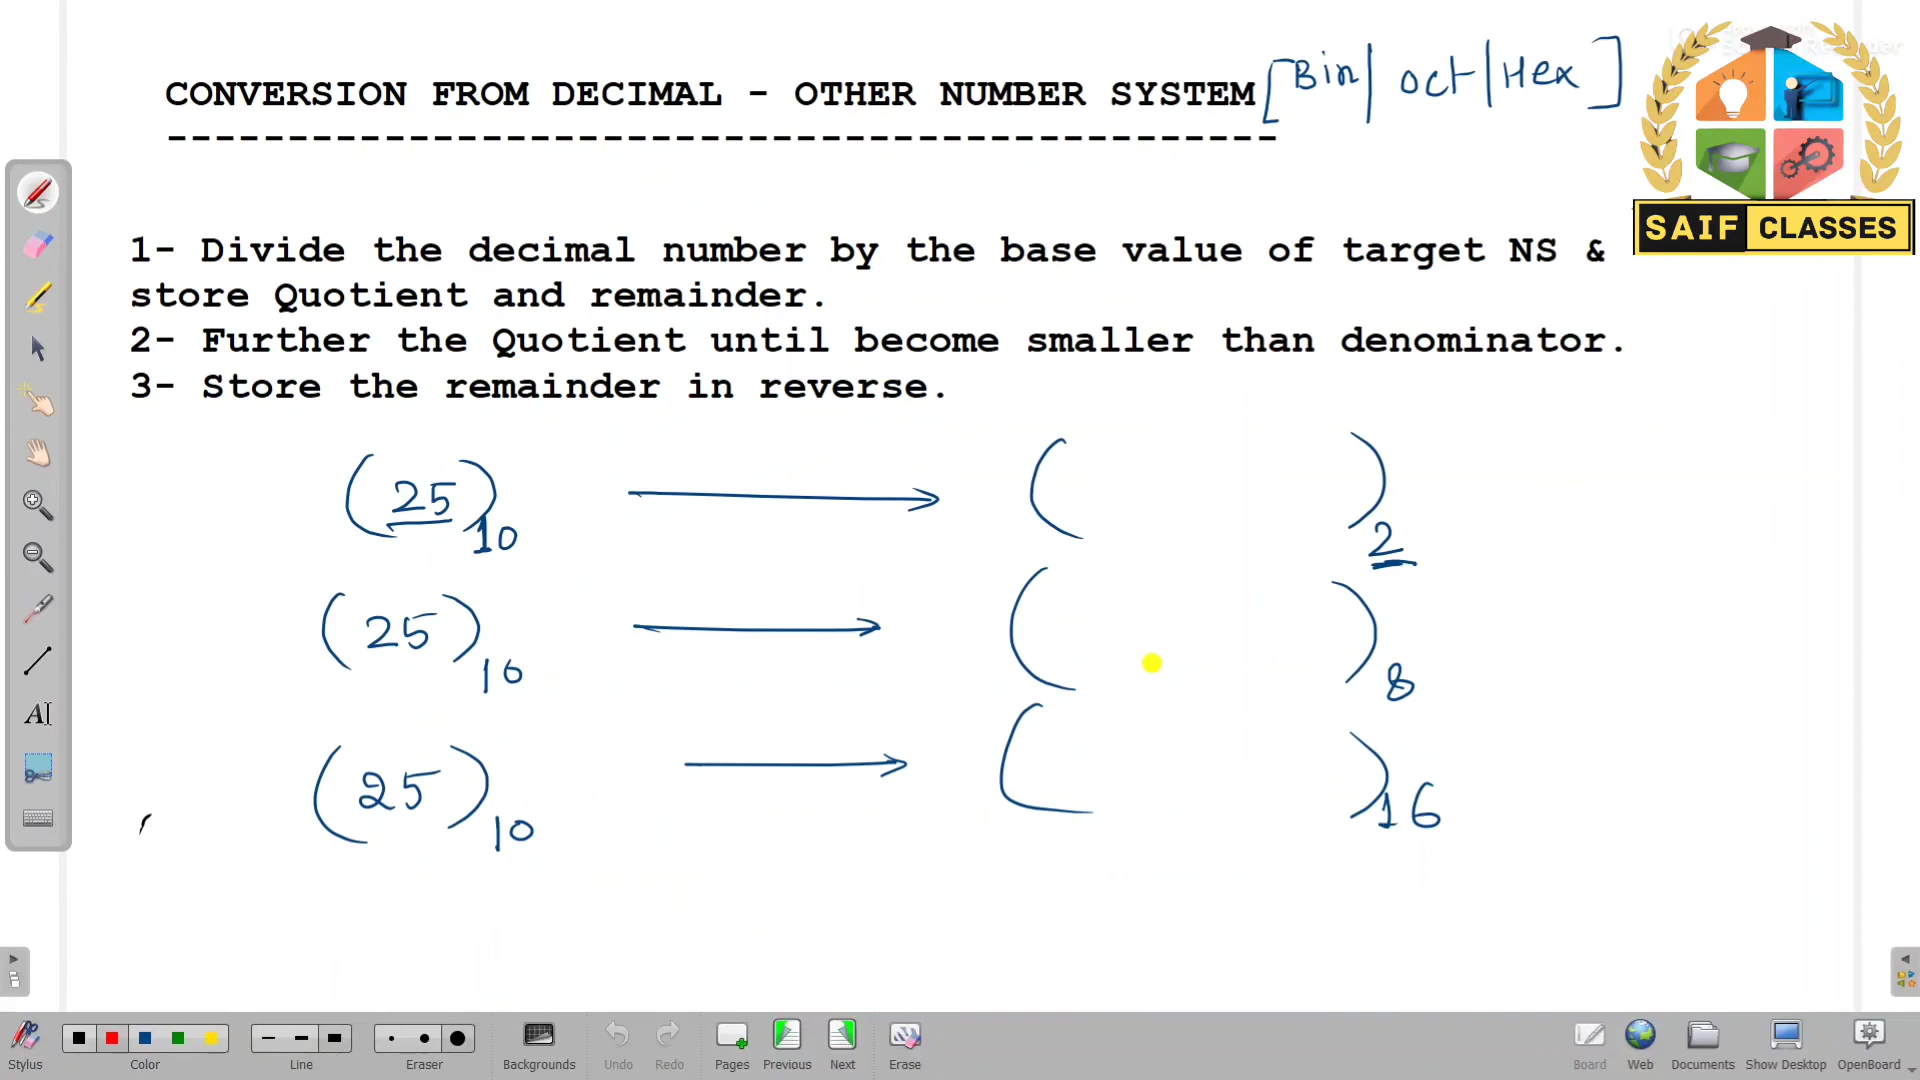 CONVERSION FROM DECIMAL - OTHER NUMBER SYSTEM [Bin| oct|Hex]
----------------------------------------------
SAIF CLASSES
1- Divide the decimal number by the base value of target NS &
store Quotient and remainder.
2- Further the Quotient until become smaller than denominator.
3- Store the remainder in reverse.
(25)10 → ( )2
(25)10 → ( )8
(25)10 → ( )16
Stylus Color Line Eraser Backgrounds Undo Redo Pages Previous Next Erase Board Web Documents Show Desktop OpenBoard